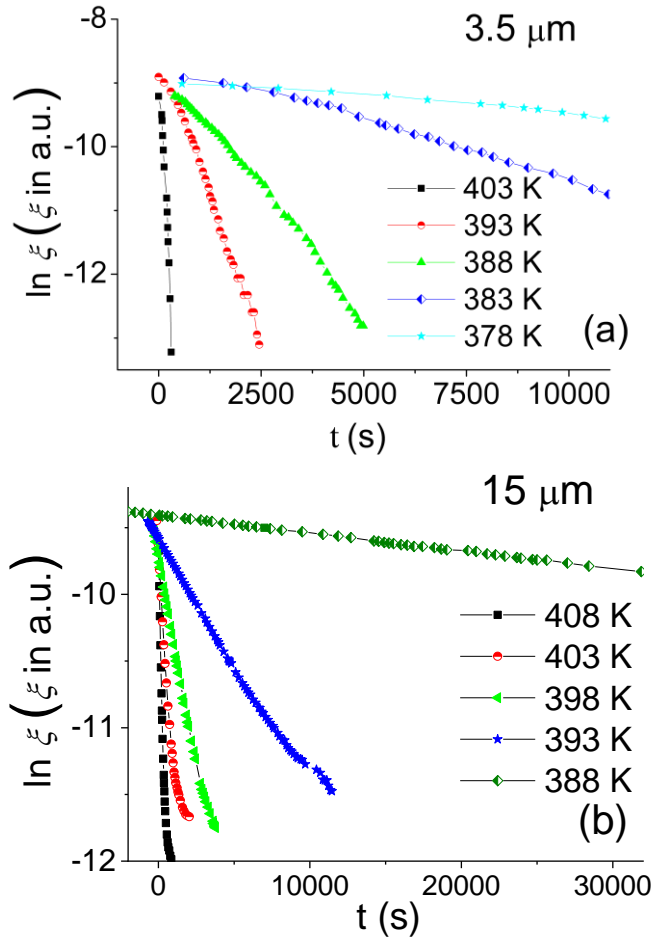 3.5 μm
-8
-10
-12
ln ξ (ξ in a.u.)
403 K
393 K
388 K
383 K
378 K
(a)
0 2500 5000 7500 10000
t (s)
15 μm
-10
-11
-12
ln ξ (ξ in a.u.)
408 K
403 K
398 K
393 K
388 K
(b)
0 10000 20000 30000
t (s)